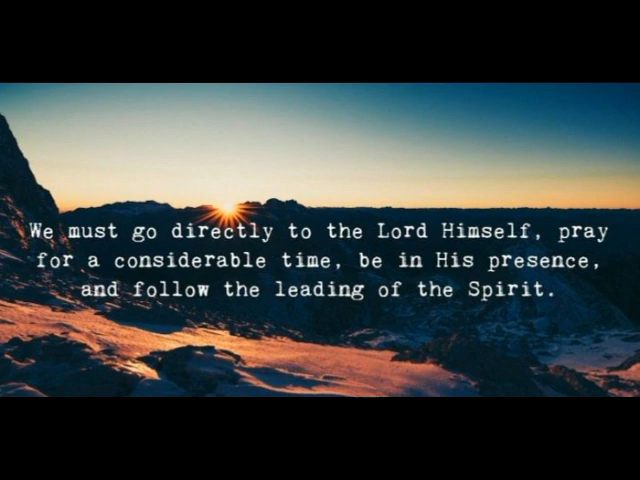 We must go directly to the Lord Himself, pray
for a considerable time, be in His presence,
and follow the leading of the Spirit.